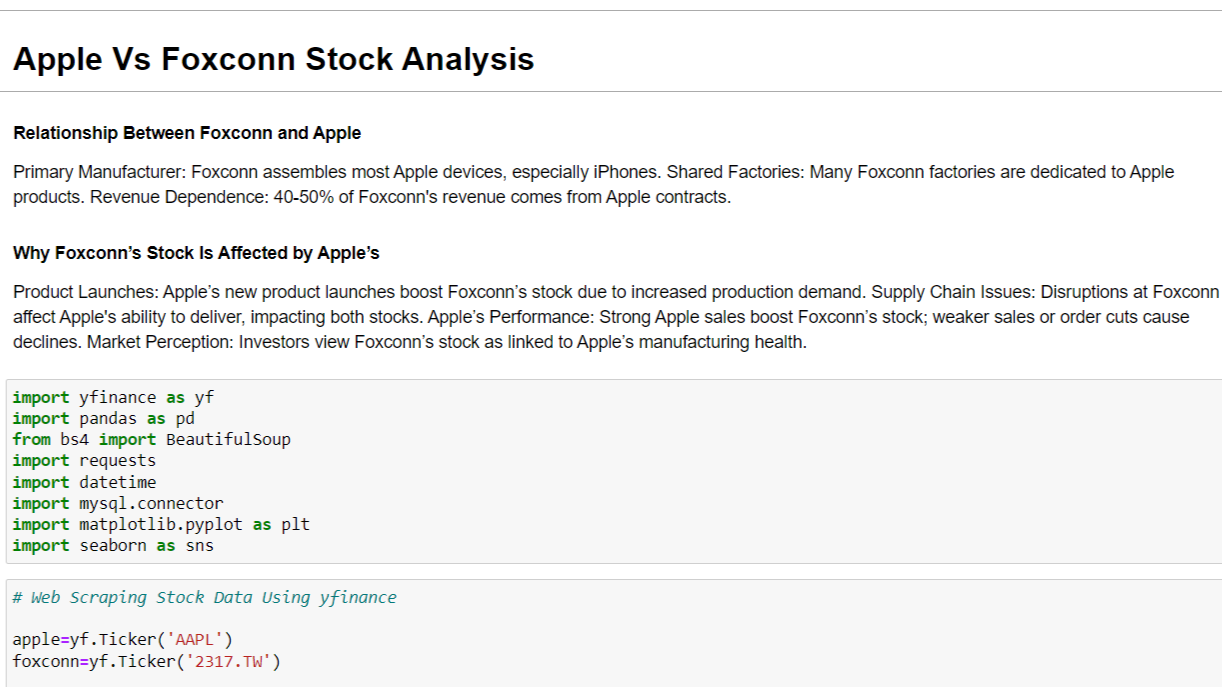 Apple Vs Foxconn Stock Analysis
Relationship Between Foxconn and Apple
Primary Manufacturer: Foxconn assembles most Apple devices, especially iPhones. Shared Factories: Many Foxconn factories are dedicated to Apple
products. Revenue Dependence: 40-50% of Foxconn's revenue comes from Apple contracts.
Why Foxconn’s Stock Is Affected by Apple’s
Product Launches: Apple’s new product launches boost Foxconn’s stock due to increased production demand. Supply Chain Issues: Disruptions at Foxconn
affect Apple's ability to deliver, impacting both stocks. Apple’s Performance: Strong Apple sales boost Foxconn’s stock; weaker sales or order cuts cause
declines. Market Perception: Investors view Foxconn’s stock as linked to Apple’s manufacturing health.
import yfinance as yf
import pandas as pd
from bs4 import BeautifulSoup
import requests
import datetime
import mysql.connector
import matplotlib.pyplot as plt
import seaborn as sns
# Web Scraping Stock Data Using yfinance
apple=yf.Ticker('AAPL')
foxconn=yf.Ticker('2317.TW')